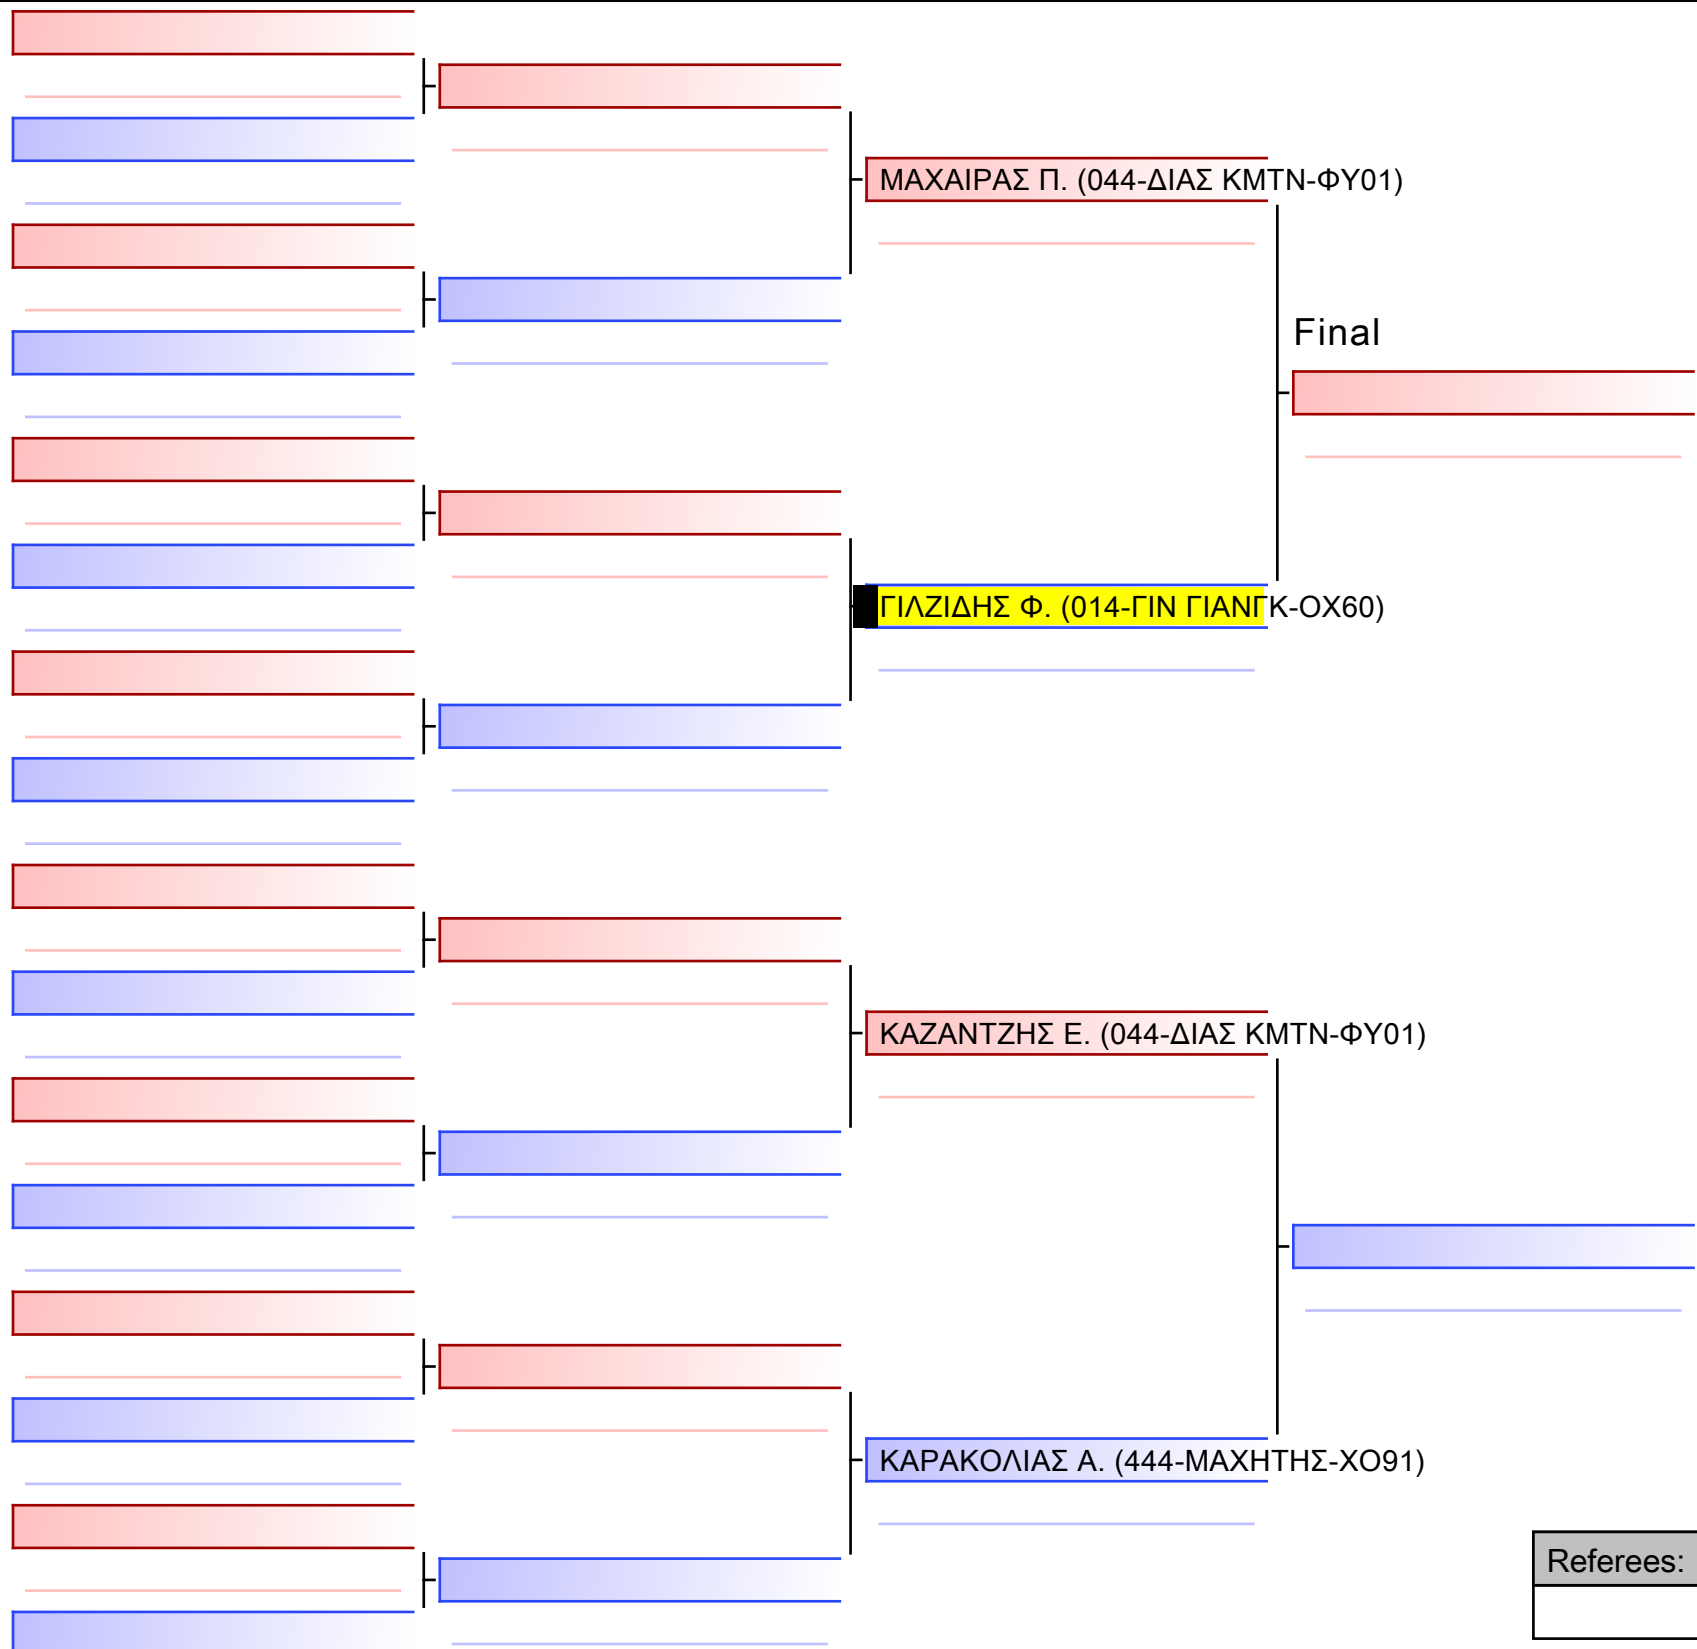 ΜΑΧΑΙΡΑΣ Π. (044-ΔΙΑΣ ΚΜΤΝ-ΦΥ01)
Final
ΓΙΛΖΙΔΗΣ Φ. (014-ΓΙΝ ΓΙΑΝΓΚ-ΟΧ60)
ΚΑΖΑΝΤΖΗΣ Ε. (044-ΔΙΑΣ ΚΜΤΝ-ΦΥ01)
ΚΑΡΑΚΟΛΙΑΣ Α. (444-ΜΑΧΗΤΗΣ-ΧΟ91)
Referees: